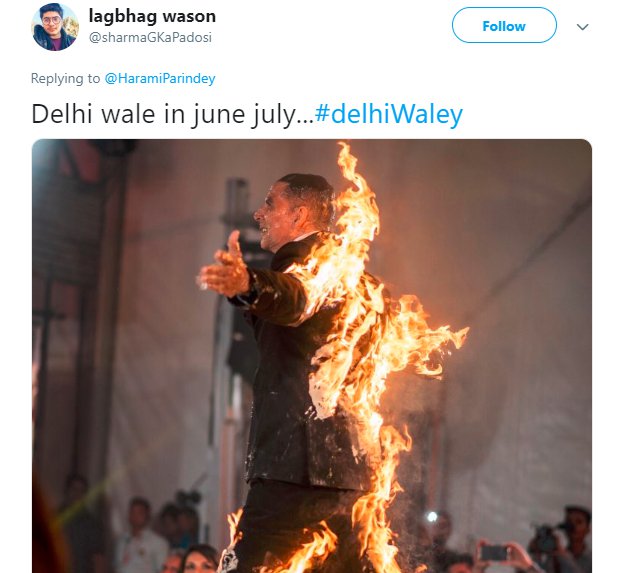 lagbhag wason
@sharmaGKaPadosi
Follow
Replying to @HaramiParindey
Delhi wale in june july...#delhiWaley